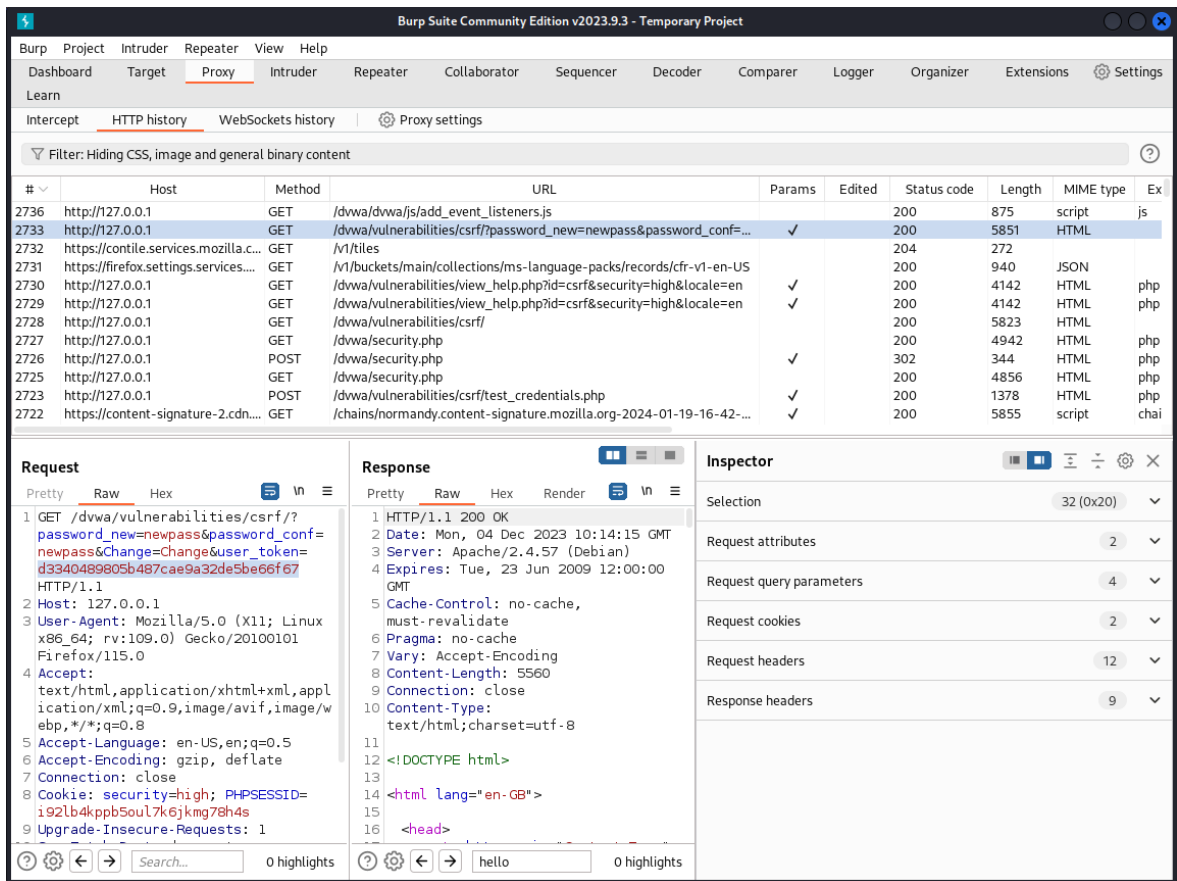 Burp Suite Community Edition v2023.9.3 - Temporary Project
Burp Project Intruder Repeater View Help
Dashboard Target Proxy Intruder Repeater Collaborator Sequencer Decoder Comparer Logger Organizer Extensions Settings
Learn
Intercept HTTP history WebSockets history Proxy settings
Filter: Hiding CSS, image and general binary content
# Host Method URL Params Edited Status code Length MIME type Ex
2736 http://127.0.0.1 GET /dvwa/dvwa/js/add_event_listeners.js 200 875 script js
2733 http://127.0.0.1 GET /dvwa/vulnerabilities/csrf/?password_new=newpass&password_conf=... ✓ 200 5851 HTML
2732 https://contile.services.mozilla.c... GET /v1/tiles 204 272
2731 https://firefox.settings.services.... GET /v1/buckets/main/collections/ms-language-packs/records/cfr-v1-en-US 200 940 JSON
2730 http://127.0.0.1 GET /dvwa/vulnerabilities/view_help.php?id=csrf&security=high&locale=en ✓ 200 4142 HTML php
2729 http://127.0.0.1 GET /dvwa/vulnerabilities/view_help.php?id=csrf&security=high&locale=en ✓ 200 4142 HTML php
2728 http://127.0.0.1 GET /dvwa/vulnerabilities/csrf/ 200 5823 HTML
2727 http://127.0.0.1 GET /dvwa/security.php 200 4942 HTML php
2726 http://127.0.0.1 POST /dvwa/security.php ✓ 302 344 HTML php
2725 http://127.0.0.1 GET /dvwa/security.php 200 4856 HTML php
2723 http://127.0.0.1 POST /dvwa/vulnerabilities/csrf/test_credentials.php ✓ 200 1378 HTML php
2722 https://content-signature-2.cdn.... GET /chains/normandy.content-signature.mozilla.org-2024-01-19-16-42-... ✓ 200 5855 script chai
Request
Pretty Raw Hex \n
1 GET /dvwa/vulnerabilities/csrf/?
password_new=newpass&password_conf=
newpass&Change=Change&user_token=
d3340489805b487cae9a32de5be66f67
HTTP/1.1
2 Host: 127.0.0.1
3 User-Agent: Mozilla/5.0 (X11; Linux
x86_64; rv:109.0) Gecko/20100101
Firefox/115.0
4 Accept:
text/html,application/xhtml+xml,appl
ication/xml;q=0.9,image/avif,image/w
ebp,*/*;q=0.8
5 Accept-Language: en-US,en;q=0.5
6 Accept-Encoding: gzip, deflate
7 Connection: close
8 Cookie: security=high; PHPSESSID=
i92lb4kppb5oul7k6jkmg78h4s
9 Upgrade-Insecure-Requests: 1
Search... 0 highlights
Response
Pretty Raw Hex Render \n
1 HTTP/1.1 200 OK
2 Date: Mon, 04 Dec 2023 10:14:15 GMT
3 Server: Apache/2.4.57 (Debian)
4 Expires: Tue, 23 Jun 2009 12:00:00
GMT
5 Cache-Control: no-cache,
must-revalidate
6 Pragma: no-cache
7 Vary: Accept-Encoding
8 Content-Length: 5560
9 Connection: close
10 Content-Type:
text/html;charset=utf-8
11
12 <!DOCTYPE html>
13
14 <html lang="en-GB">
15
16 <head>
hello 0 highlights
Inspector
Selection 32 (0x20)
Request attributes 2
Request query parameters 4
Request cookies 2
Request headers 12
Response headers 9